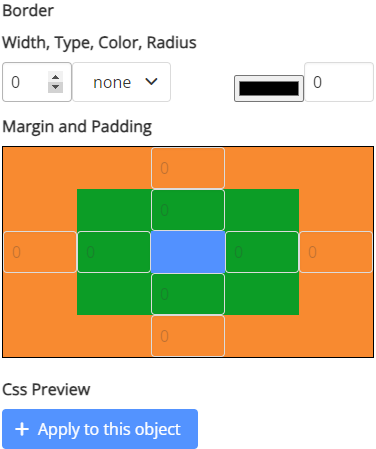 Border
Width, Type, Color, Radius
0 none 0
Margin and Padding
0
0
0 0 0 0
0
0
Css Preview
+ Apply to this object